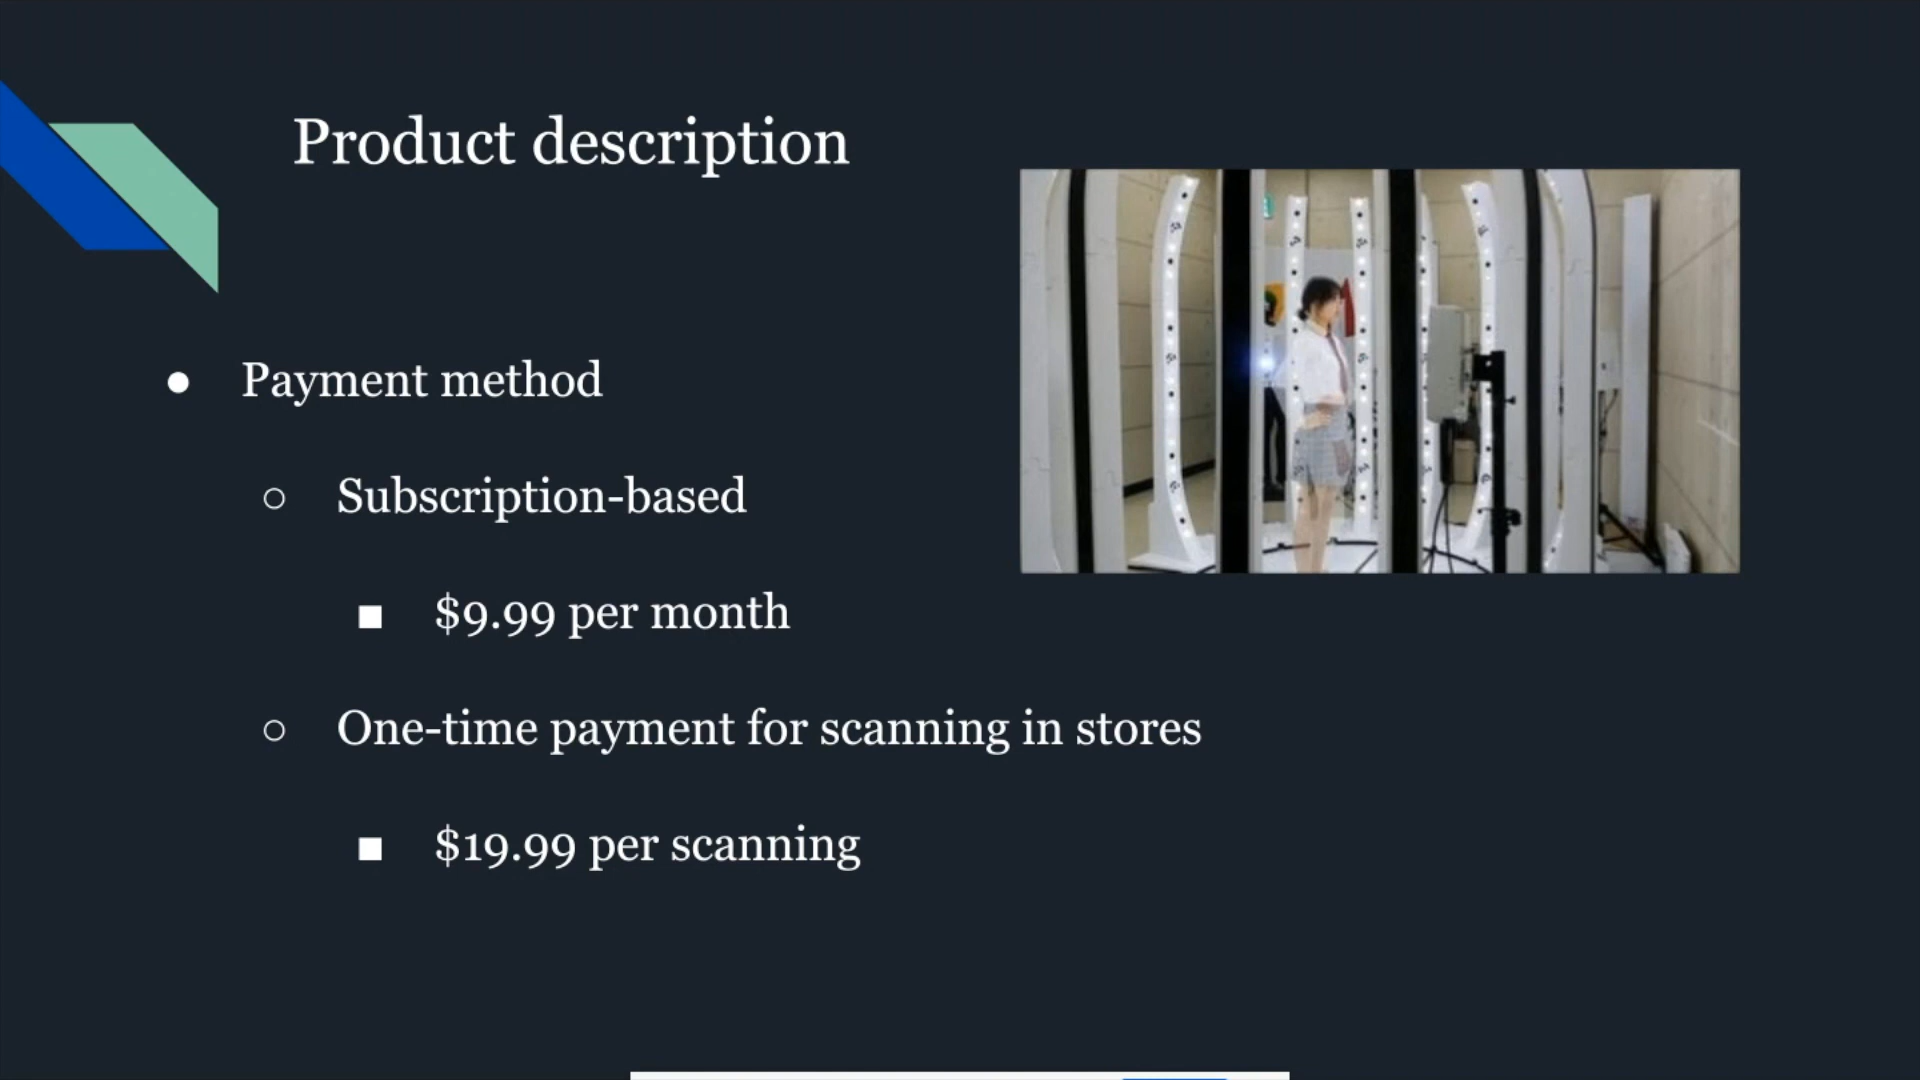 Product description
Payment method
Subscription-based
$9.99 per month
One-time payment for scanning in stores
$19.99 per scanning